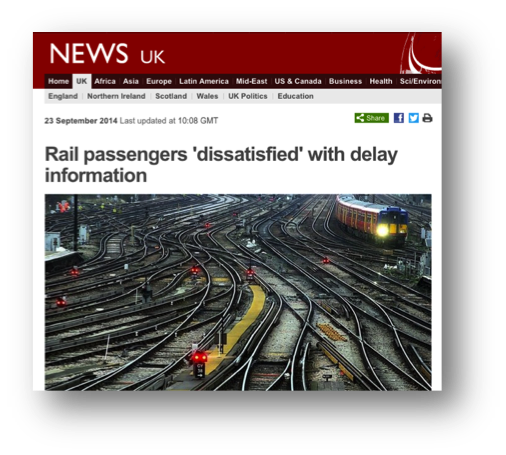 NEWS UK
Home UK Africa Asia Europe Latin America Mid-East US & Canada Business Health Sci/Environ
England Northern Ireland Scotland Wales UK Politics Education
23 September 2014 Last updated at 10:08 GMT
Share
Rail passengers 'dissatisfied' with delay
information